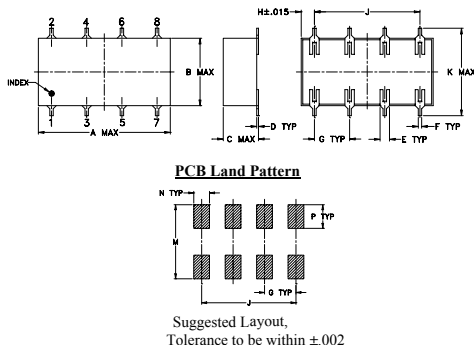 H±.015
J
2 4 6 8
B MAX
K MAX
INDEX
1 3 5 7
D TYP
F TYP
A MAX
C MAX
G TYP
E TYP
PCB Land Pattern
N TYP
P TYP
M
G TYP
J
Suggested Layout,
Tolerance to be within ±.002